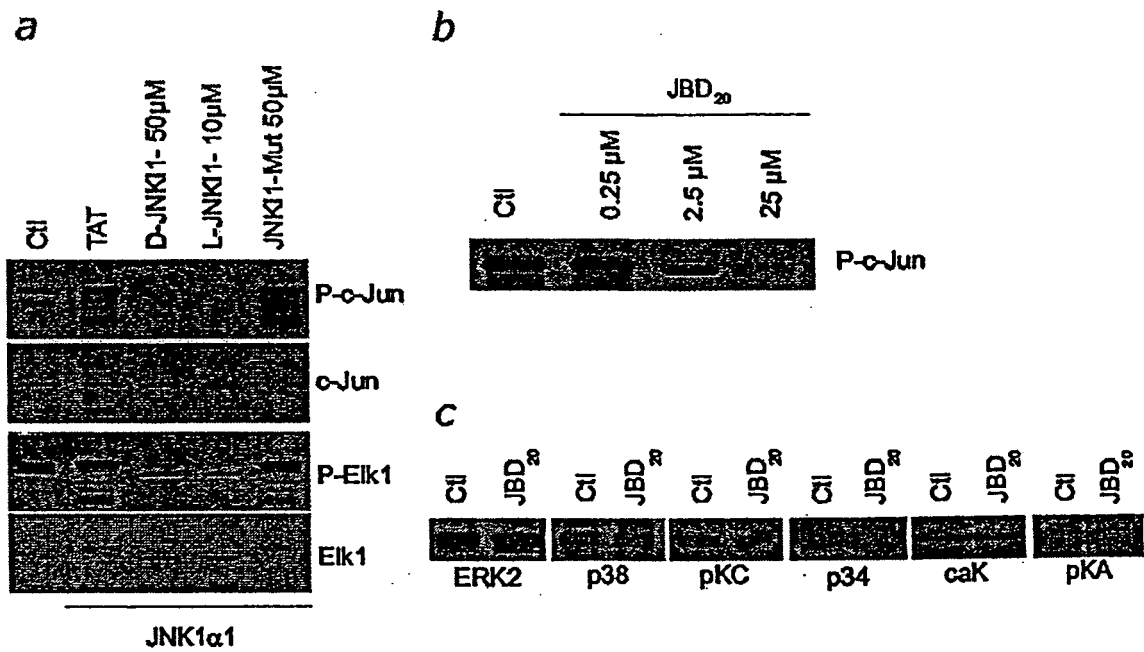 a
Ctl
TAT
D-JNKI1- 50µM
L-JNKI1- 10µM
JNKI1-Mut 50µM
P-c-Jun
c-Jun
P-Elk1
Elk1
JNK1α1
b
JBD20
Ctl
0.25 µM
2.5 µM
25 µM
P-c-Jun
c
Ctl JBD20 Ctl JBD20 Ctl JBD20 Ctl JBD20 Ctl JBD20 Ctl JBD20
ERK2 p38 pKC p34 caK pKA